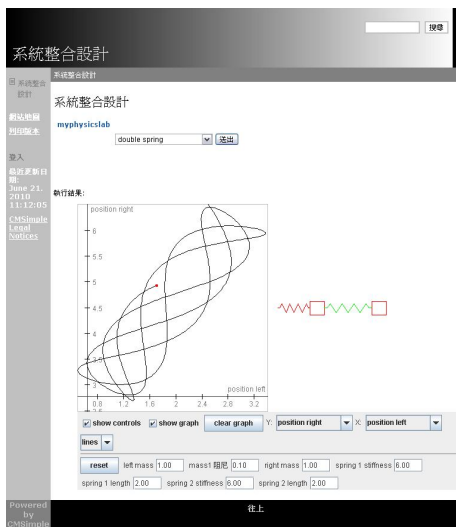 搜尋
系統整合設計
系統整合設計
系統整合設計
網站地圖
列印版本
登入
最近更新日期:
June 21,
2010
11:12:05
CMSimple
Legal
Notices
系統整合設計
myphysicslab
double spring
送出
執行結果:
position right
6
5.5
5
4.5
4
3.5
3
2.5
position left
0.8 1.2 1.6 2 2.4 2.8 3.2
show controls show graph clear graph Y: position right X: position left
lines
reset left mass 1.00 mass1 阻尼 0.10 right mass 1.00 spring 1 stiffness 6.00
spring 1 length 2.00 spring 2 stiffness 6.00 spring 2 length 2.00
Powered
by
CMSimple
往上